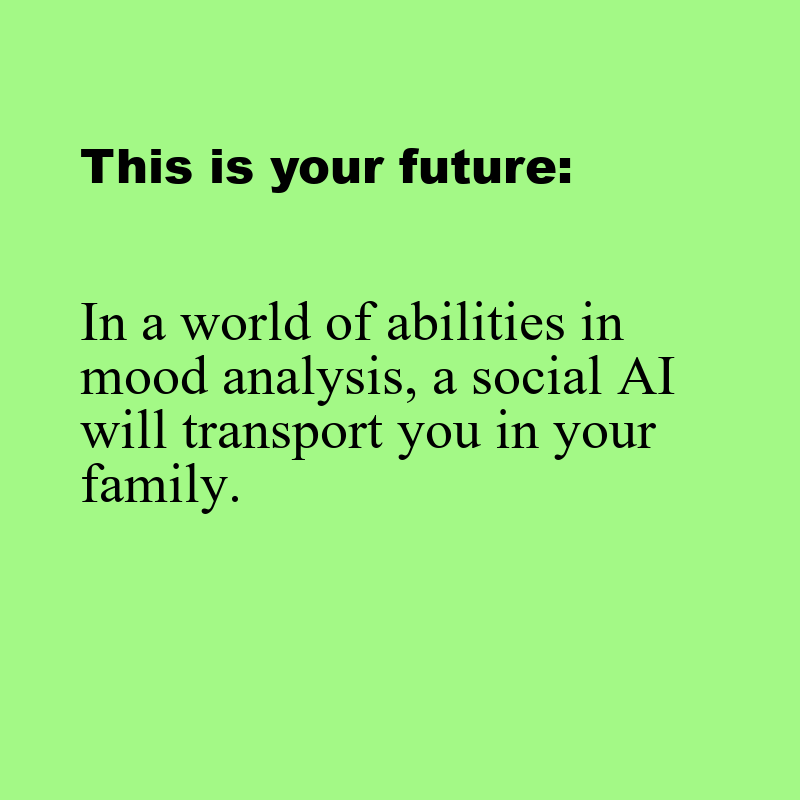 This is your future:
In a world of abilities in
mood analysis, a social AI
will transport you in your
family.